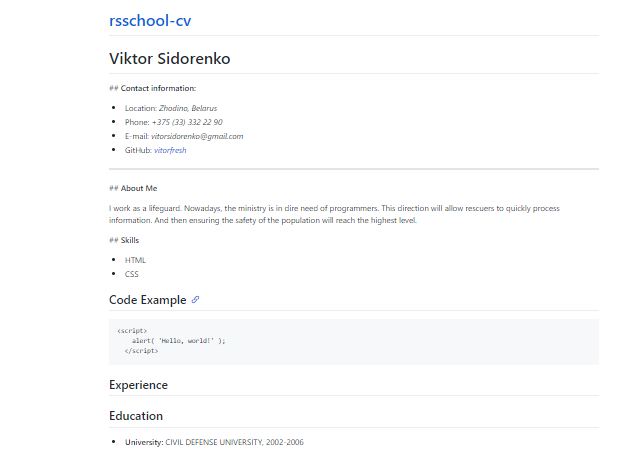 rsschool-cv
Viktor Sidorenko
## Contact information:
Location: Zhodino, Belarus
Phone: +375 (33) 332 22 90
E-mail: vitorsidorenko@gmail.com
GitHub: vitorfresh
## About Me
I work as a lifeguard. Nowadays, the ministry is in dire need of programmers. This direction will allow rescuers to quickly process
information. And then ensuring the safety of the population will reach the highest level.
## Skills
HTML
CSS
Code Example
<script>
alert( 'Hello, world!' );
</script>
Experience
Education
University: CIVIL DEFENSE UNIVERSITY, 2002-2006